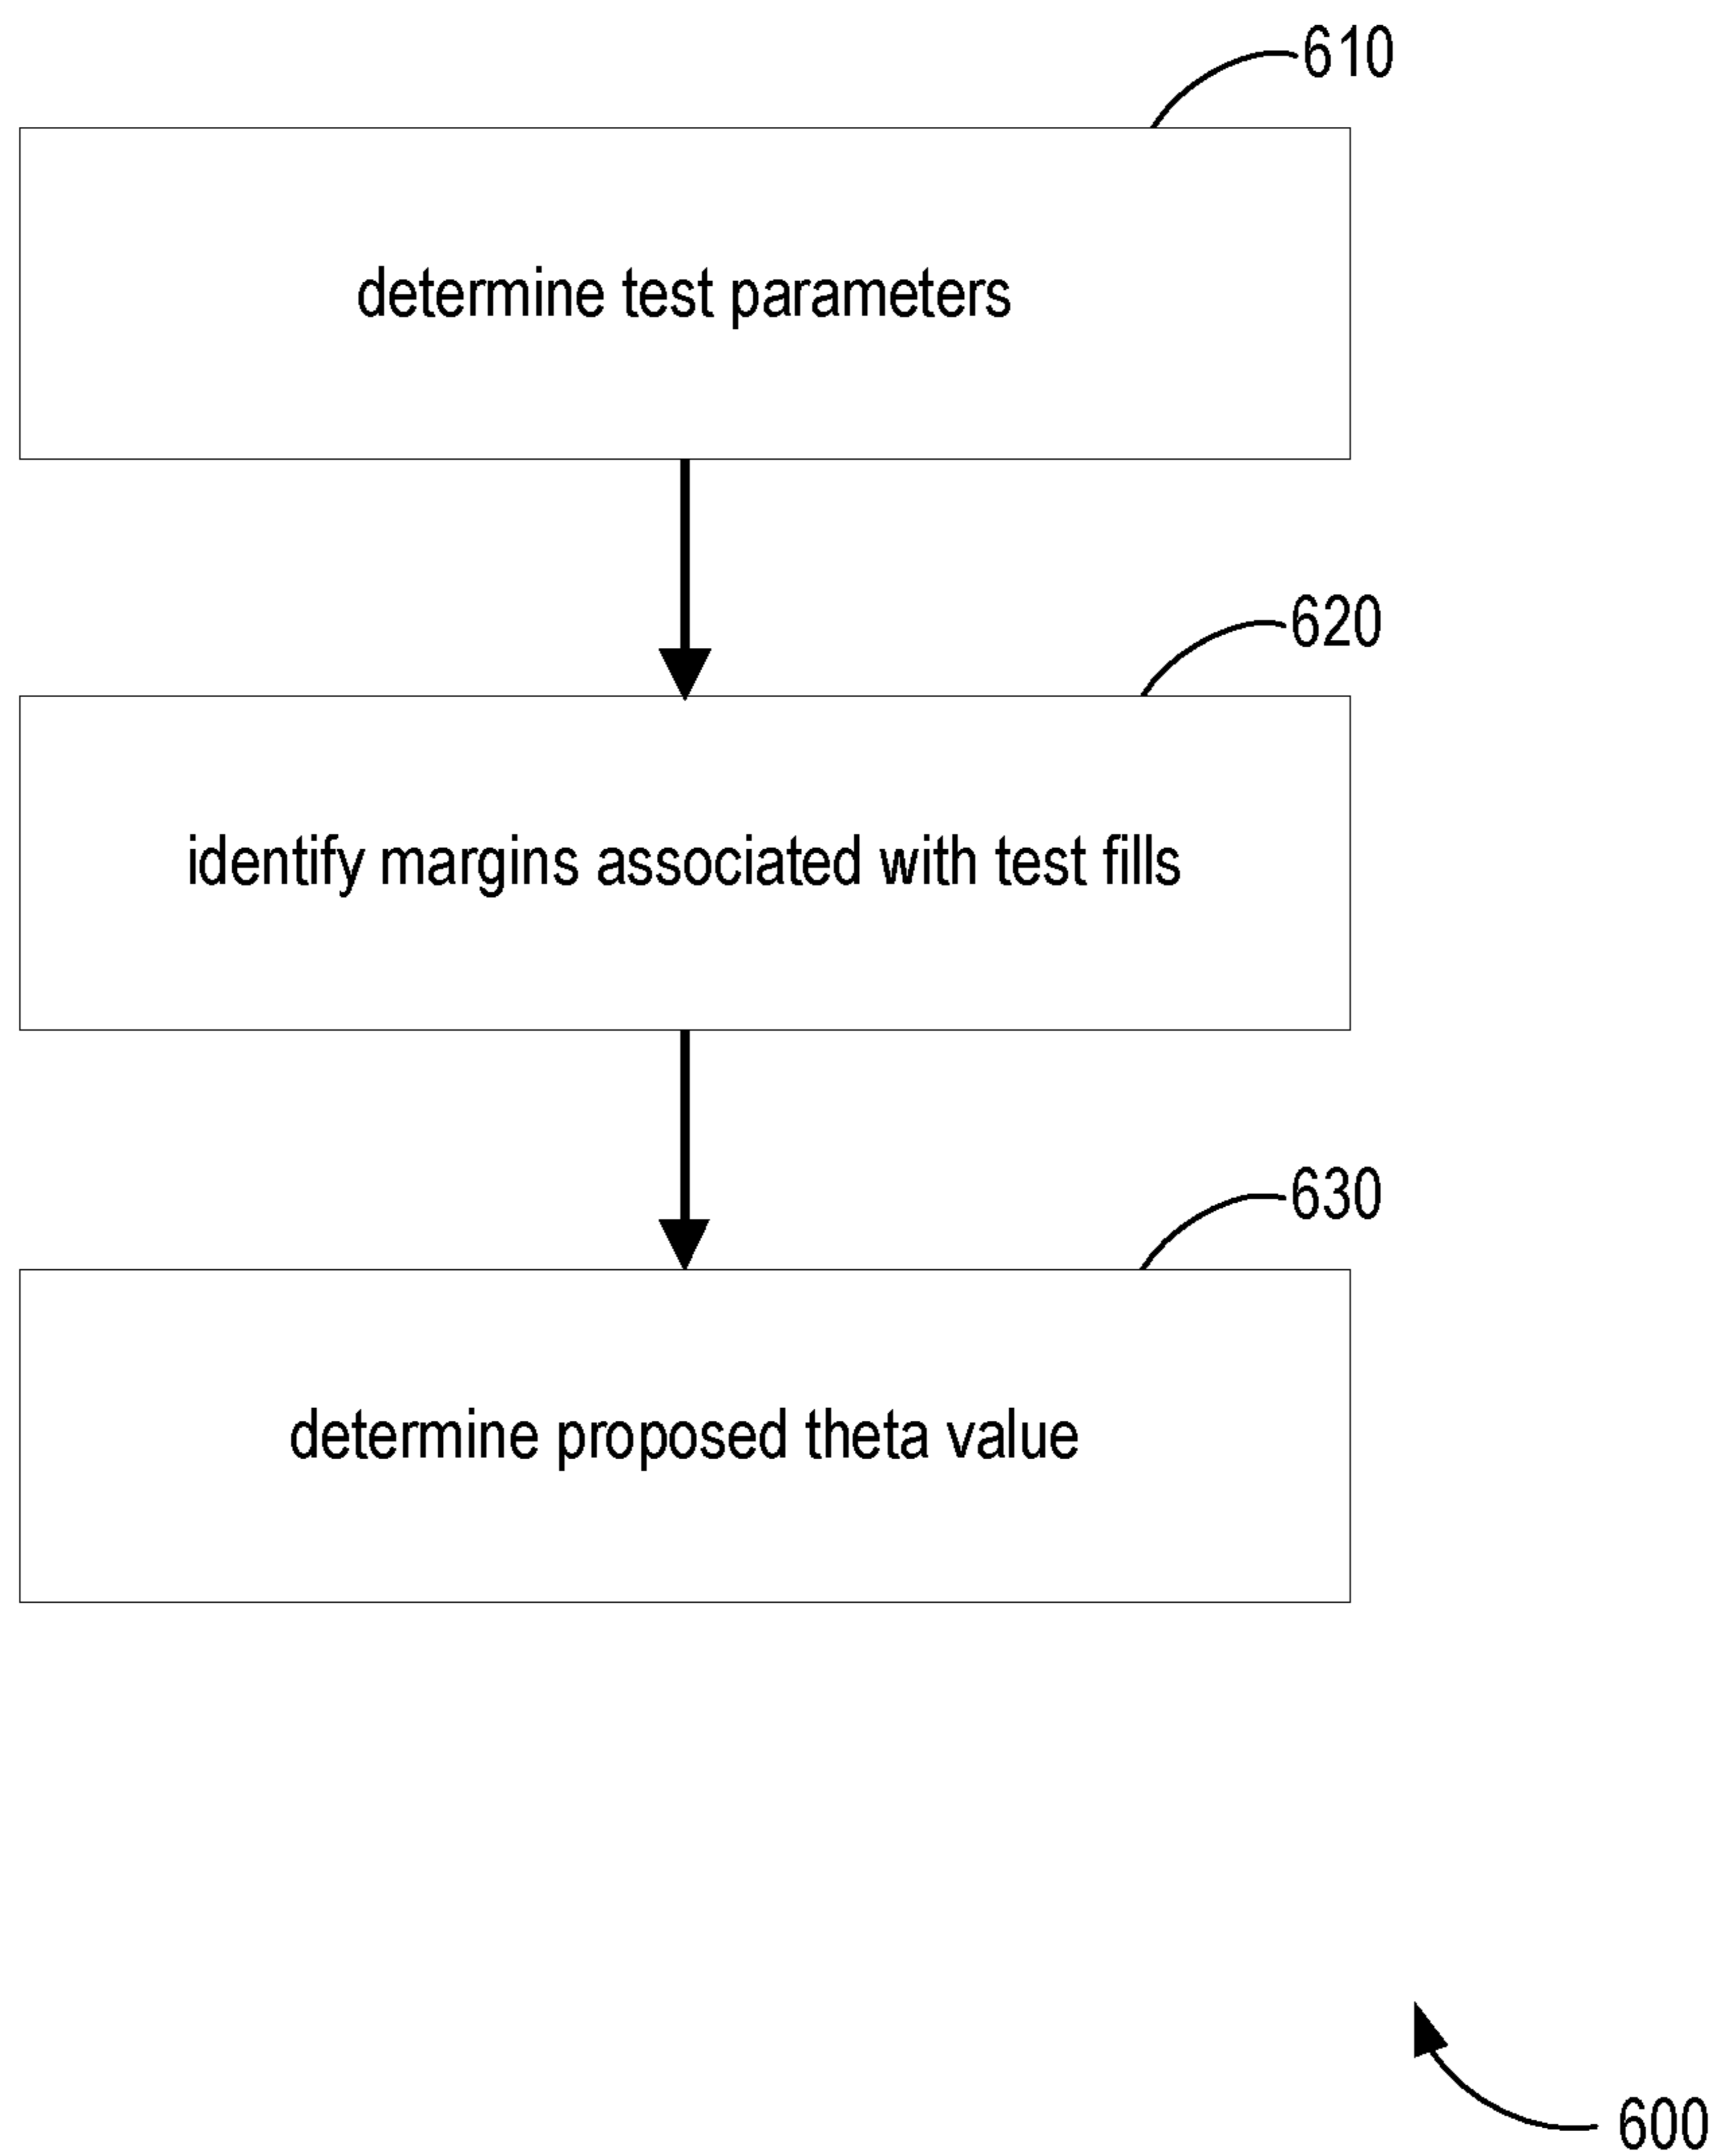 610
determine test parameters
620
identify margins associated with test fills
630
determine proposed theta value
600